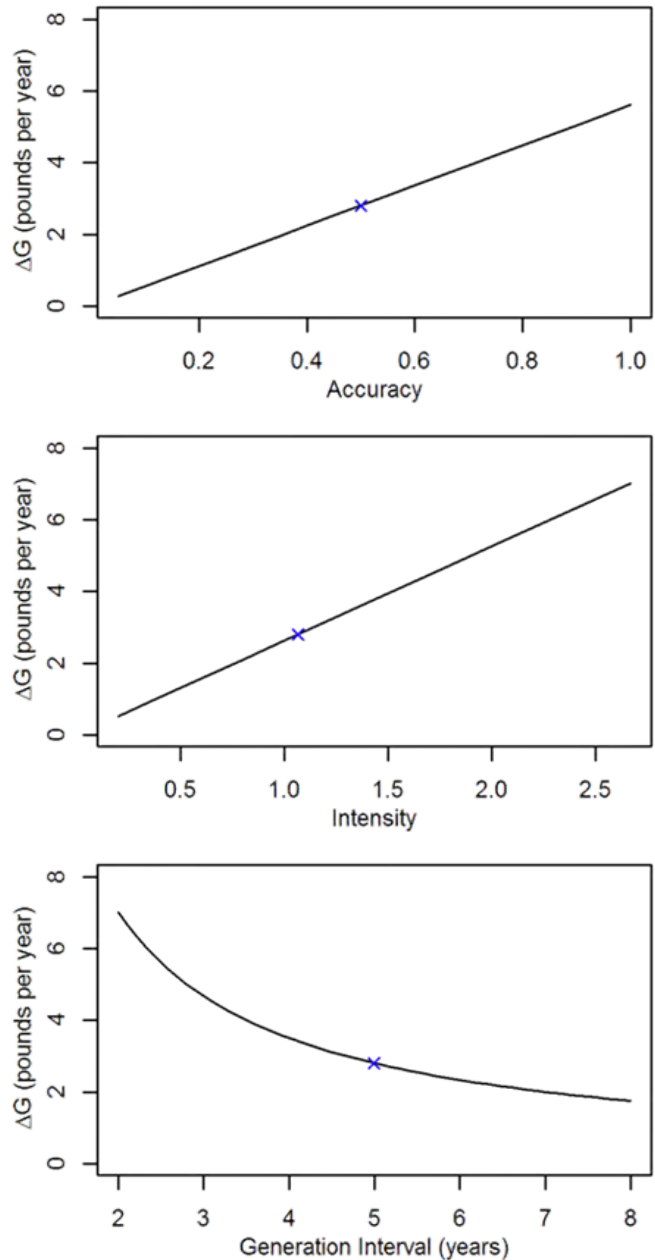 ΔG (pounds per year)
8
6
4
2
0
0.2 0.4 0.6 0.8 1.0
Accuracy
ΔG (pounds per year)
8
6
4
2
0
0.5 1.0 1.5 2.0 2.5
Intensity
ΔG (pounds per year)
8
6
4
2
0
2 3 4 5 6 7 8
Generation Interval (years)